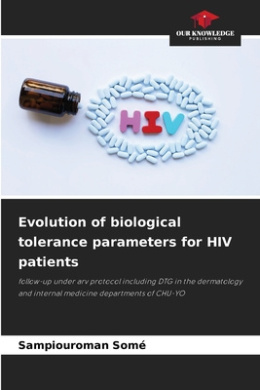 OUR KNOWLEDGE
PUBLISHING
HIV
Evolution of biological
tolerance parameters for HIV
patients
follow-up under arv protocol including DTG in the dermatology
and internal medicine departments of CHU-YO
Sampiouroman Somé